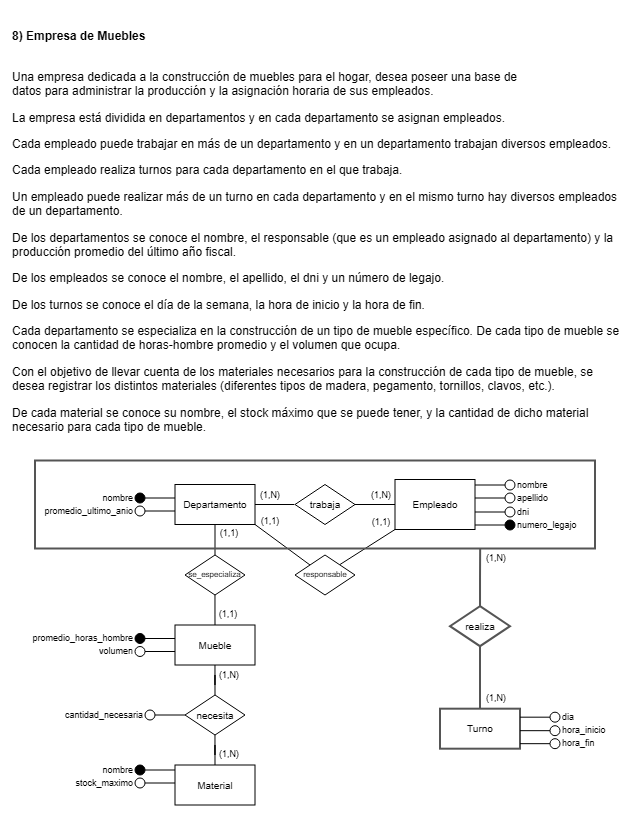 8) Empresa de Muebles
Una empresa dedicada a la construcción de muebles para el hogar, desea poseer una base de
datos para administrar la producción y la asignación horaria de sus empleados.
La empresa está dividida en departamentos y en cada departamento se asignan empleados.
Cada empleado puede trabajar en más de un departamento y en un departamento trabajan diversos empleados.
Cada empleado realiza turnos para cada departamento en el que trabaja.
Un empleado puede realizar más de un turno en cada departamento y en el mismo turno hay diversos empleados
de un departamento.
De los departamentos se conoce el nombre, el responsable (que es un empleado asignado al departamento) y la
producción promedio del último año fiscal.
De los empleados se conoce el nombre, el apellido, el dni y un número de legajo.
De los turnos se conoce el día de la semana, la hora de inicio y la hora de fin.
Cada departamento se especializa en la construcción de un tipo de mueble específico. De cada tipo de mueble se
conocen la cantidad de horas-hombre promedio y el volumen que ocupa.
Con el objetivo de llevar cuenta de los materiales necesarios para la construcción de cada tipo de mueble, se
desea registrar los distintos materiales (diferentes tipos de madera, pegamento, tornillos, clavos, etc.).
De cada material se conoce su nombre, el stock máximo que se puede tener, y la cantidad de dicho material
necesario para cada tipo de mueble.
nombre
promedio_ultimo_anio
Departamento
(1,N)
(1,1)
(1,1)
trabaja
(1,N)
(1,1)
Empleado
nombre
apellido
dni
numero_legajo
se_especializa
responsable
(1,N)
(1,1)
realiza
promedio_horas_hombre
volumen
Mueble
(1,N)
cantidad_necesaria
necesita
(1,N)
Turno
dia
hora_inicio
hora_fin
(1,N)
nombre
stock_maximo
Material